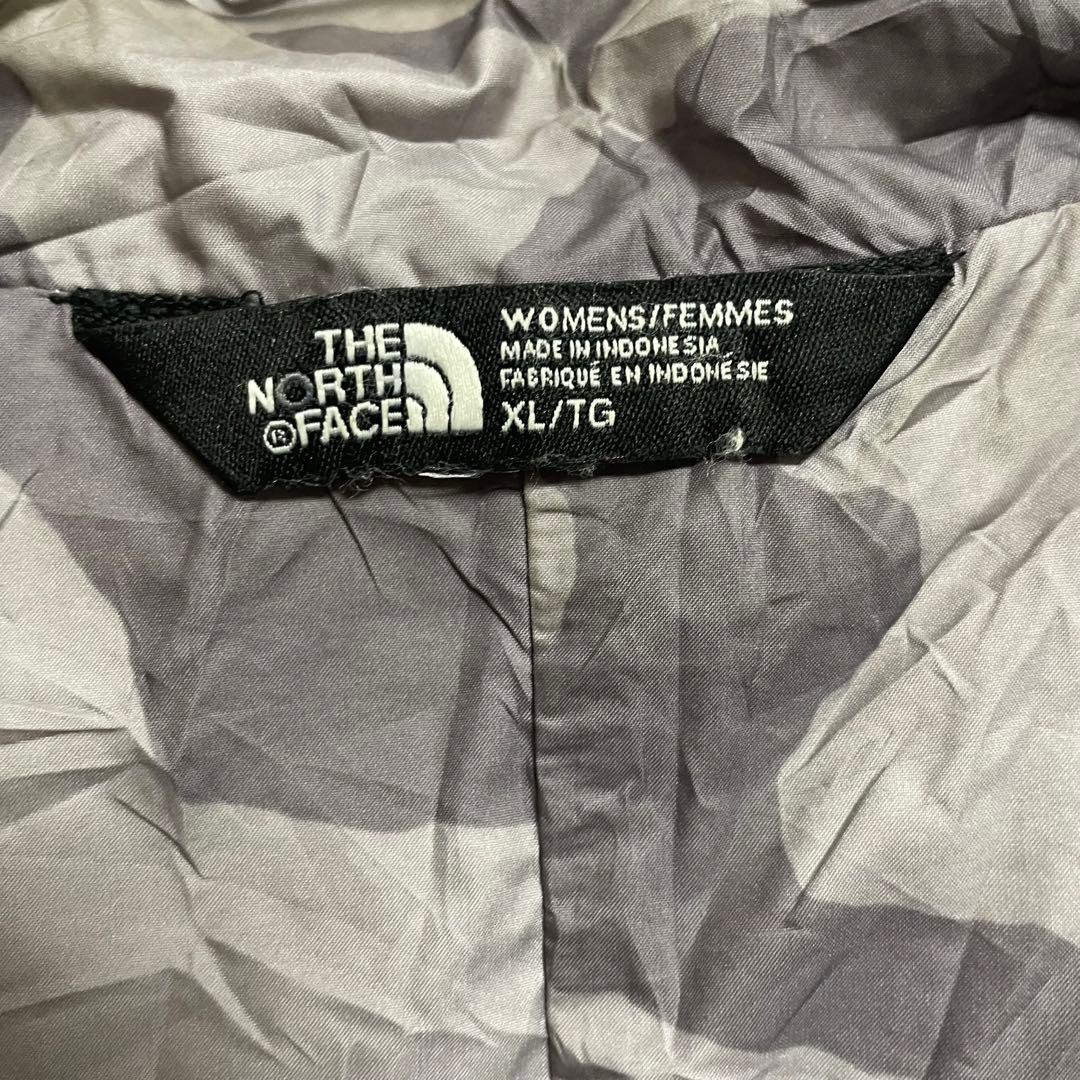 THE
NORTH
®FACE
WOMENS/FEMMES
MADE IN INDONESIA
FABRIQUÉ EN INDONÉSIE
XL/TG